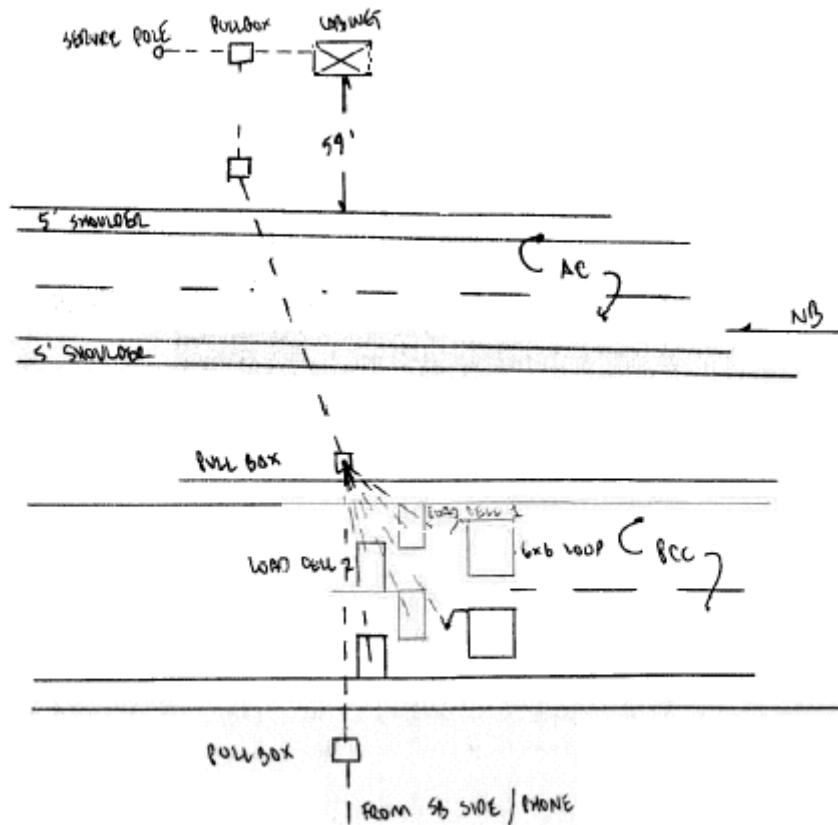 SERVICE POLE
PULLBOX
CABINET
59'
5' SHOULDER
AC
NB
5' SHOULDER
PULL BOX
LOAD CELL 1
LOAD CELL 2
6x6 LOOP
PCC
PULL BOX
FROM SB SIDE / PHONE